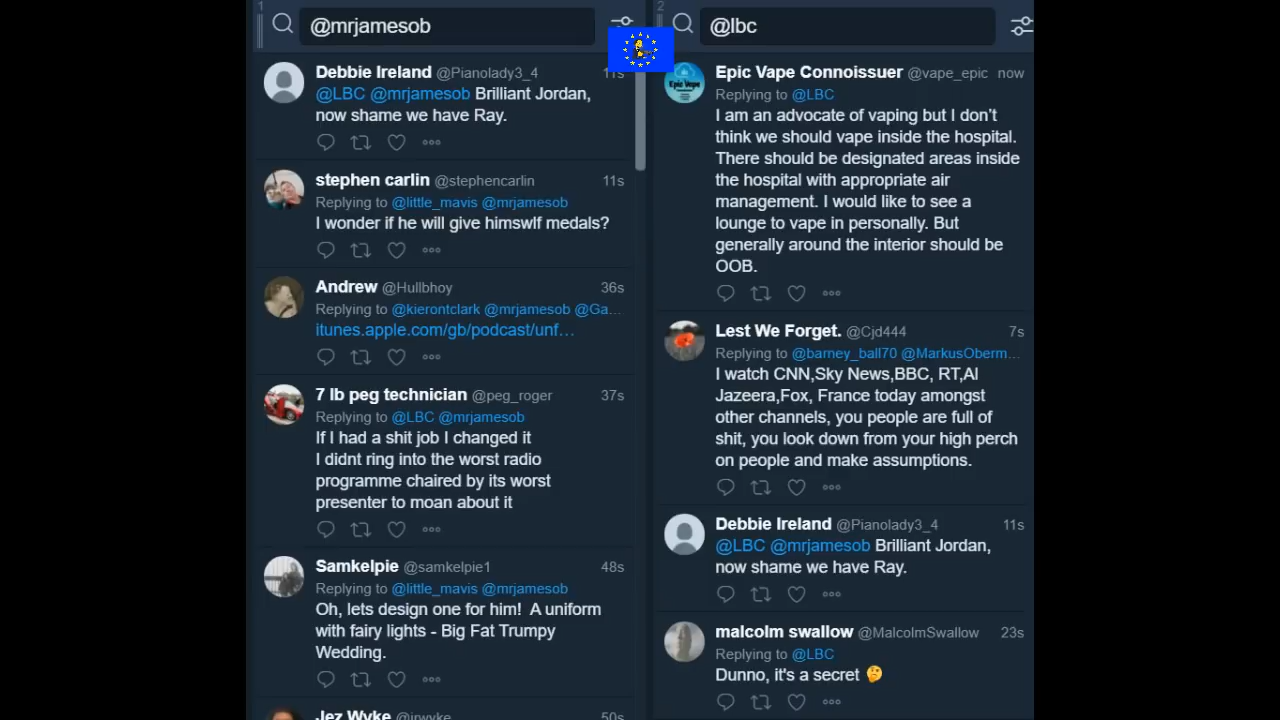 1
@mrjamesob
Debbie Ireland @Pianolady3_4 11s
@LBC @mrjamesob Brilliant Jordan,
now shame we have Ray.
stephen carlin @stephencarlin 11s
Replying to @little_mavis @mrjamesob
I wonder if he will give himswlf medals?
Andrew @Hullbhoy 36s
Replying to @kierontclark @mrjamesob @Ga...
itunes.apple.com/gb/podcast/unf...
7 lb peg technician @peg_roger 37s
Replying to @LBC @mrjamesob
If I had a shit job I changed it
I didnt ring into the worst radio
programme chaired by its worst
presenter to moan about it
Samkelpie @samkelpie1 48s
Replying to @little_mavis @mrjamesob
Oh, lets design one for him! A uniform
with fairy lights - Big Fat Trumpy
Wedding.
Jez Wyke @jrwyke 50s
2
@lbc
Epic Vape Connoissuer @vape_epic now
Replying to @LBC
I am an advocate of vaping but I don't
think we should vape inside the hospital.
There should be designated areas inside
the hospital with appropriate air
management. I would like to see a
lounge to vape in personally. But
generally around the interior should be
OOB.
Lest We Forget. @Cjd444 7s
Replying to @barney_ball70 @MarkusOberm...
I watch CNN,Sky News,BBC, RT,Al
Jazeera,Fox, France today amongst
other channels, you people are full of
shit, you look down from your high perch
on people and make assumptions.
Debbie Ireland @Pianolady3_4 11s
@LBC @mrjamesob Brilliant Jordan,
now shame we have Ray.
malcolm swallow @MalcolmSwallow 23s
Replying to @LBC
Dunno, it's a secret 🤔